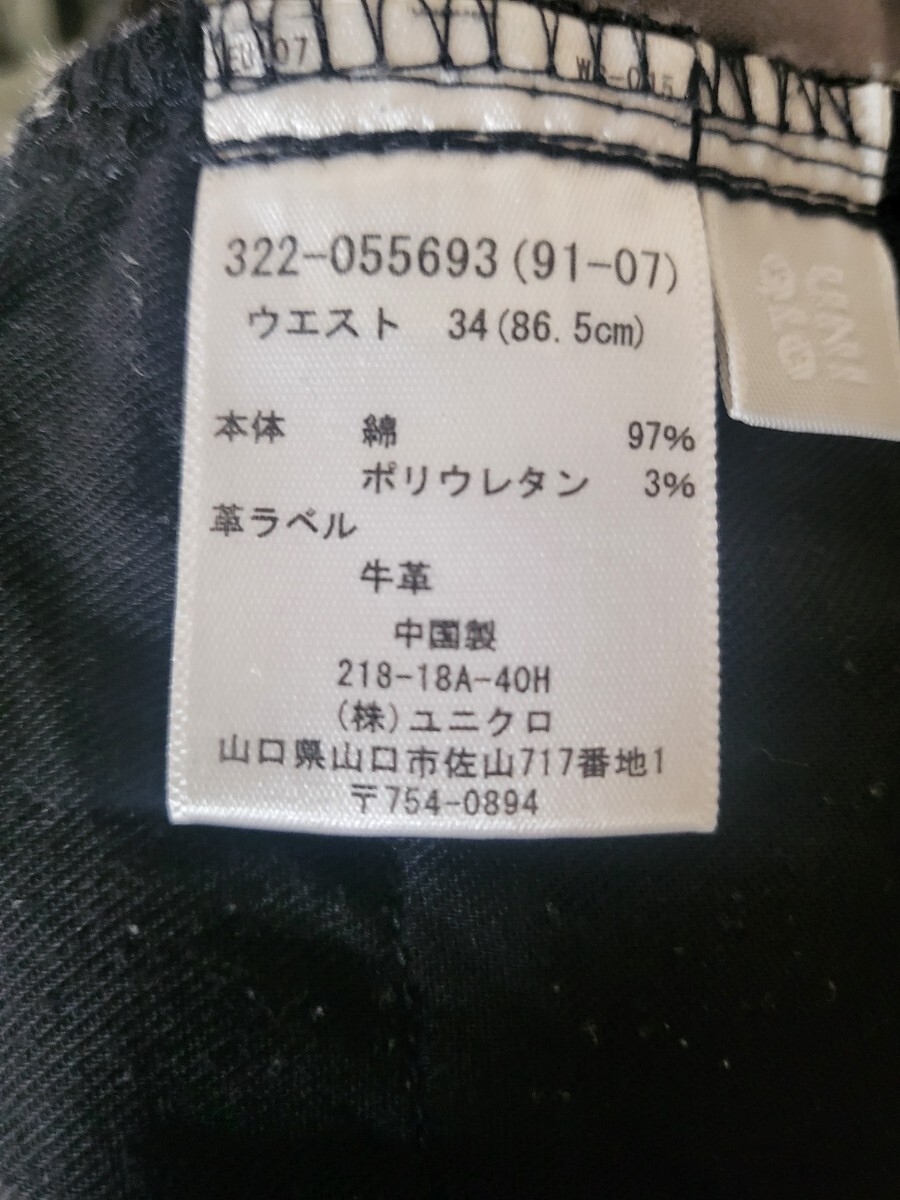 07
322-055693(91-07)
ウエスト 34(86.5cm)
本体 綿 97%
ポリウレタン 3%
革ラベル
牛革
中国製
218-18A-40H
(株)ユニクロ
山口県山口市佐山717番地1
〒754-0894